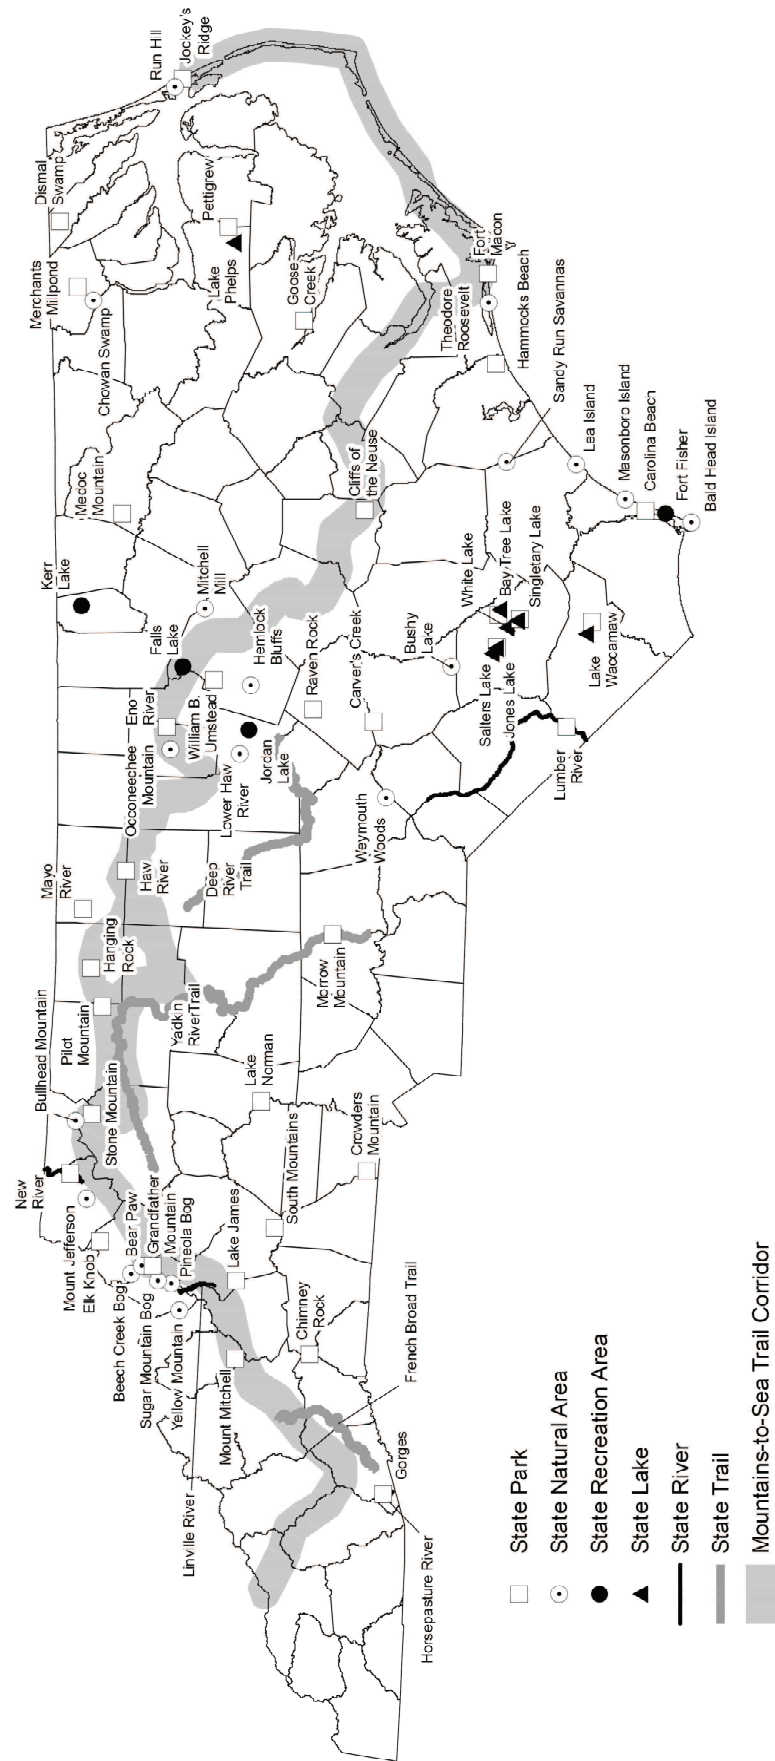 New
River
Mount Jefferson
Elk Knob
Bullhead Mountain
Stone Mountain
Pilot
Mountain
Hanging
Rock
Mayo
River
Haw
River
Occoneechee
Mountain
Eno
River
Falls
Lake
Kerr
Lake
Medoc
Mountain
Merchants
Millpond
Chowan Swamp
Dismal
Swamp
Run Hill
Jockey's
Ridge
Beech Creek Bog
Bear Paw
Grandfather
Mountain
Pineola Bog
Sugar Mountain Bog
Yellow Mountain
Mount Mitchell
Linville River
Lake James
South Mountains
Chimney
Rock
Crowders
Mountain
Lake
Norman
Yadkin
RiverTrail
Morrow
Mountain
Deep
River
Trail
Lower Haw
River
Jordan
Lake
William B.
Umstead
Mitchell
Mill
Hemlock
Bluffs
Raven Rock
Carver's Creek
Weymouth
Woods
Cliffs of
the Neuse
Lake
Phelps
Pettigrew
Goose
Creek
Theodore
Roosevelt
Fort
Macon
Hammocks Beach
Sandy Run Savannas
Lea Island
Masonboro Island
Carolina Beach
Fort Fisher
Bald Head Island
Bushy
Lake
White Lake
Bay Tree Lake
Singletary Lake
Salters Lake
Jones Lake
Lake
Waccamaw
Lumber
River
French Broad Trail
Gorges
Horsepasture River
State Park
State Natural Area
State Recreation Area
State Lake
State River
State Trail
Mountains-to-Sea Trail Corridor